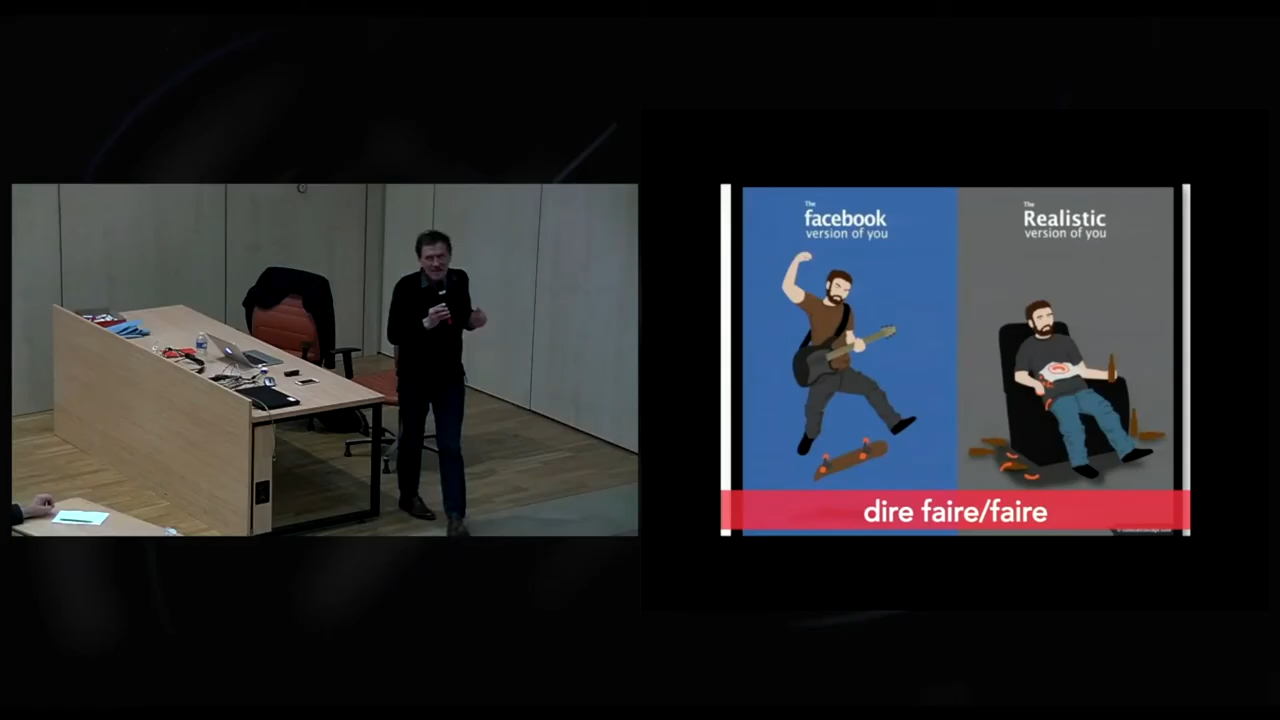 The
facebook
version of you
The
Realistic
version of you
dire faire/faire